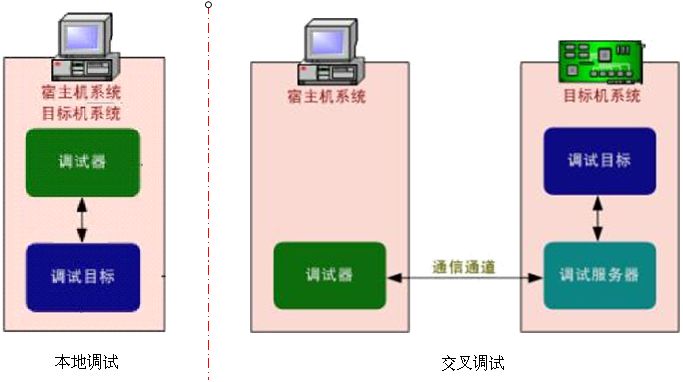 宿主机系统
目标机系统
调试器
调试目标
本地调试
宿主机系统
调试器
通信通道
目标机系统
调试目标
调试服务器
交叉调试